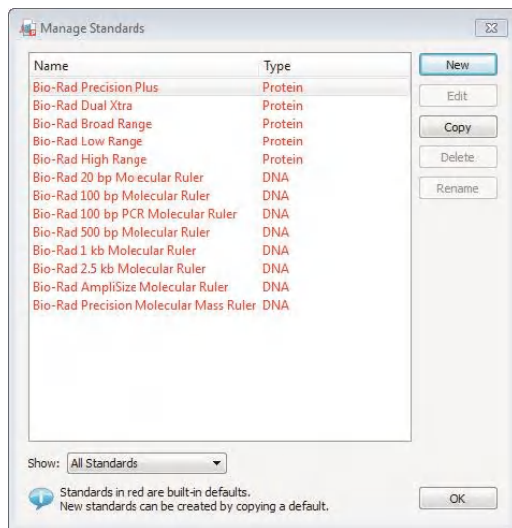 Manage Standards
Name Type
Bio-Rad Precision Plus Protein
Bio-Rad Dual Xtra Protein
Bio-Rad Broad Range Protein
Bio-Rad Low Range Protein
Bio-Rad High Range Protein
Bio-Rad 20 bp Molecular Ruler DNA
Bio-Rad 100 bp Molecular Ruler DNA
Bio-Rad 100 bp PCR Molecular Ruler DNA
Bio-Rad 500 bp Molecular Ruler DNA
Bio-Rad 1 kb Molecular Ruler DNA
Bio-Rad 2.5 kb Molecular Ruler DNA
Bio-Rad AmpliSize Molecular Ruler DNA
Bio-Rad Precision Molecular Mass Ruler DNA
New
Edit
Copy
Delete
Rename
Show: All Standards
Standards in red are built-in defaults.
New standards can be created by copying a default.
OK